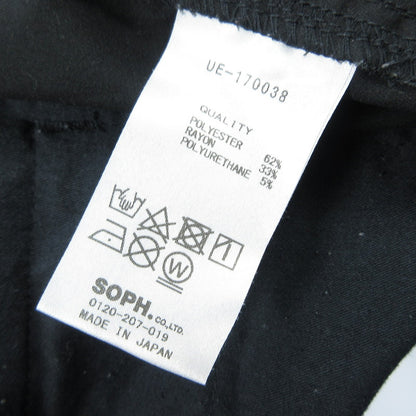 UE-170038
QUALITY
POLYESTER 62%
RAYON 33%
POLYURETHANE 5%
W
SOPH.CO.,LTD.
0120-207-019
MADE IN JAPAN